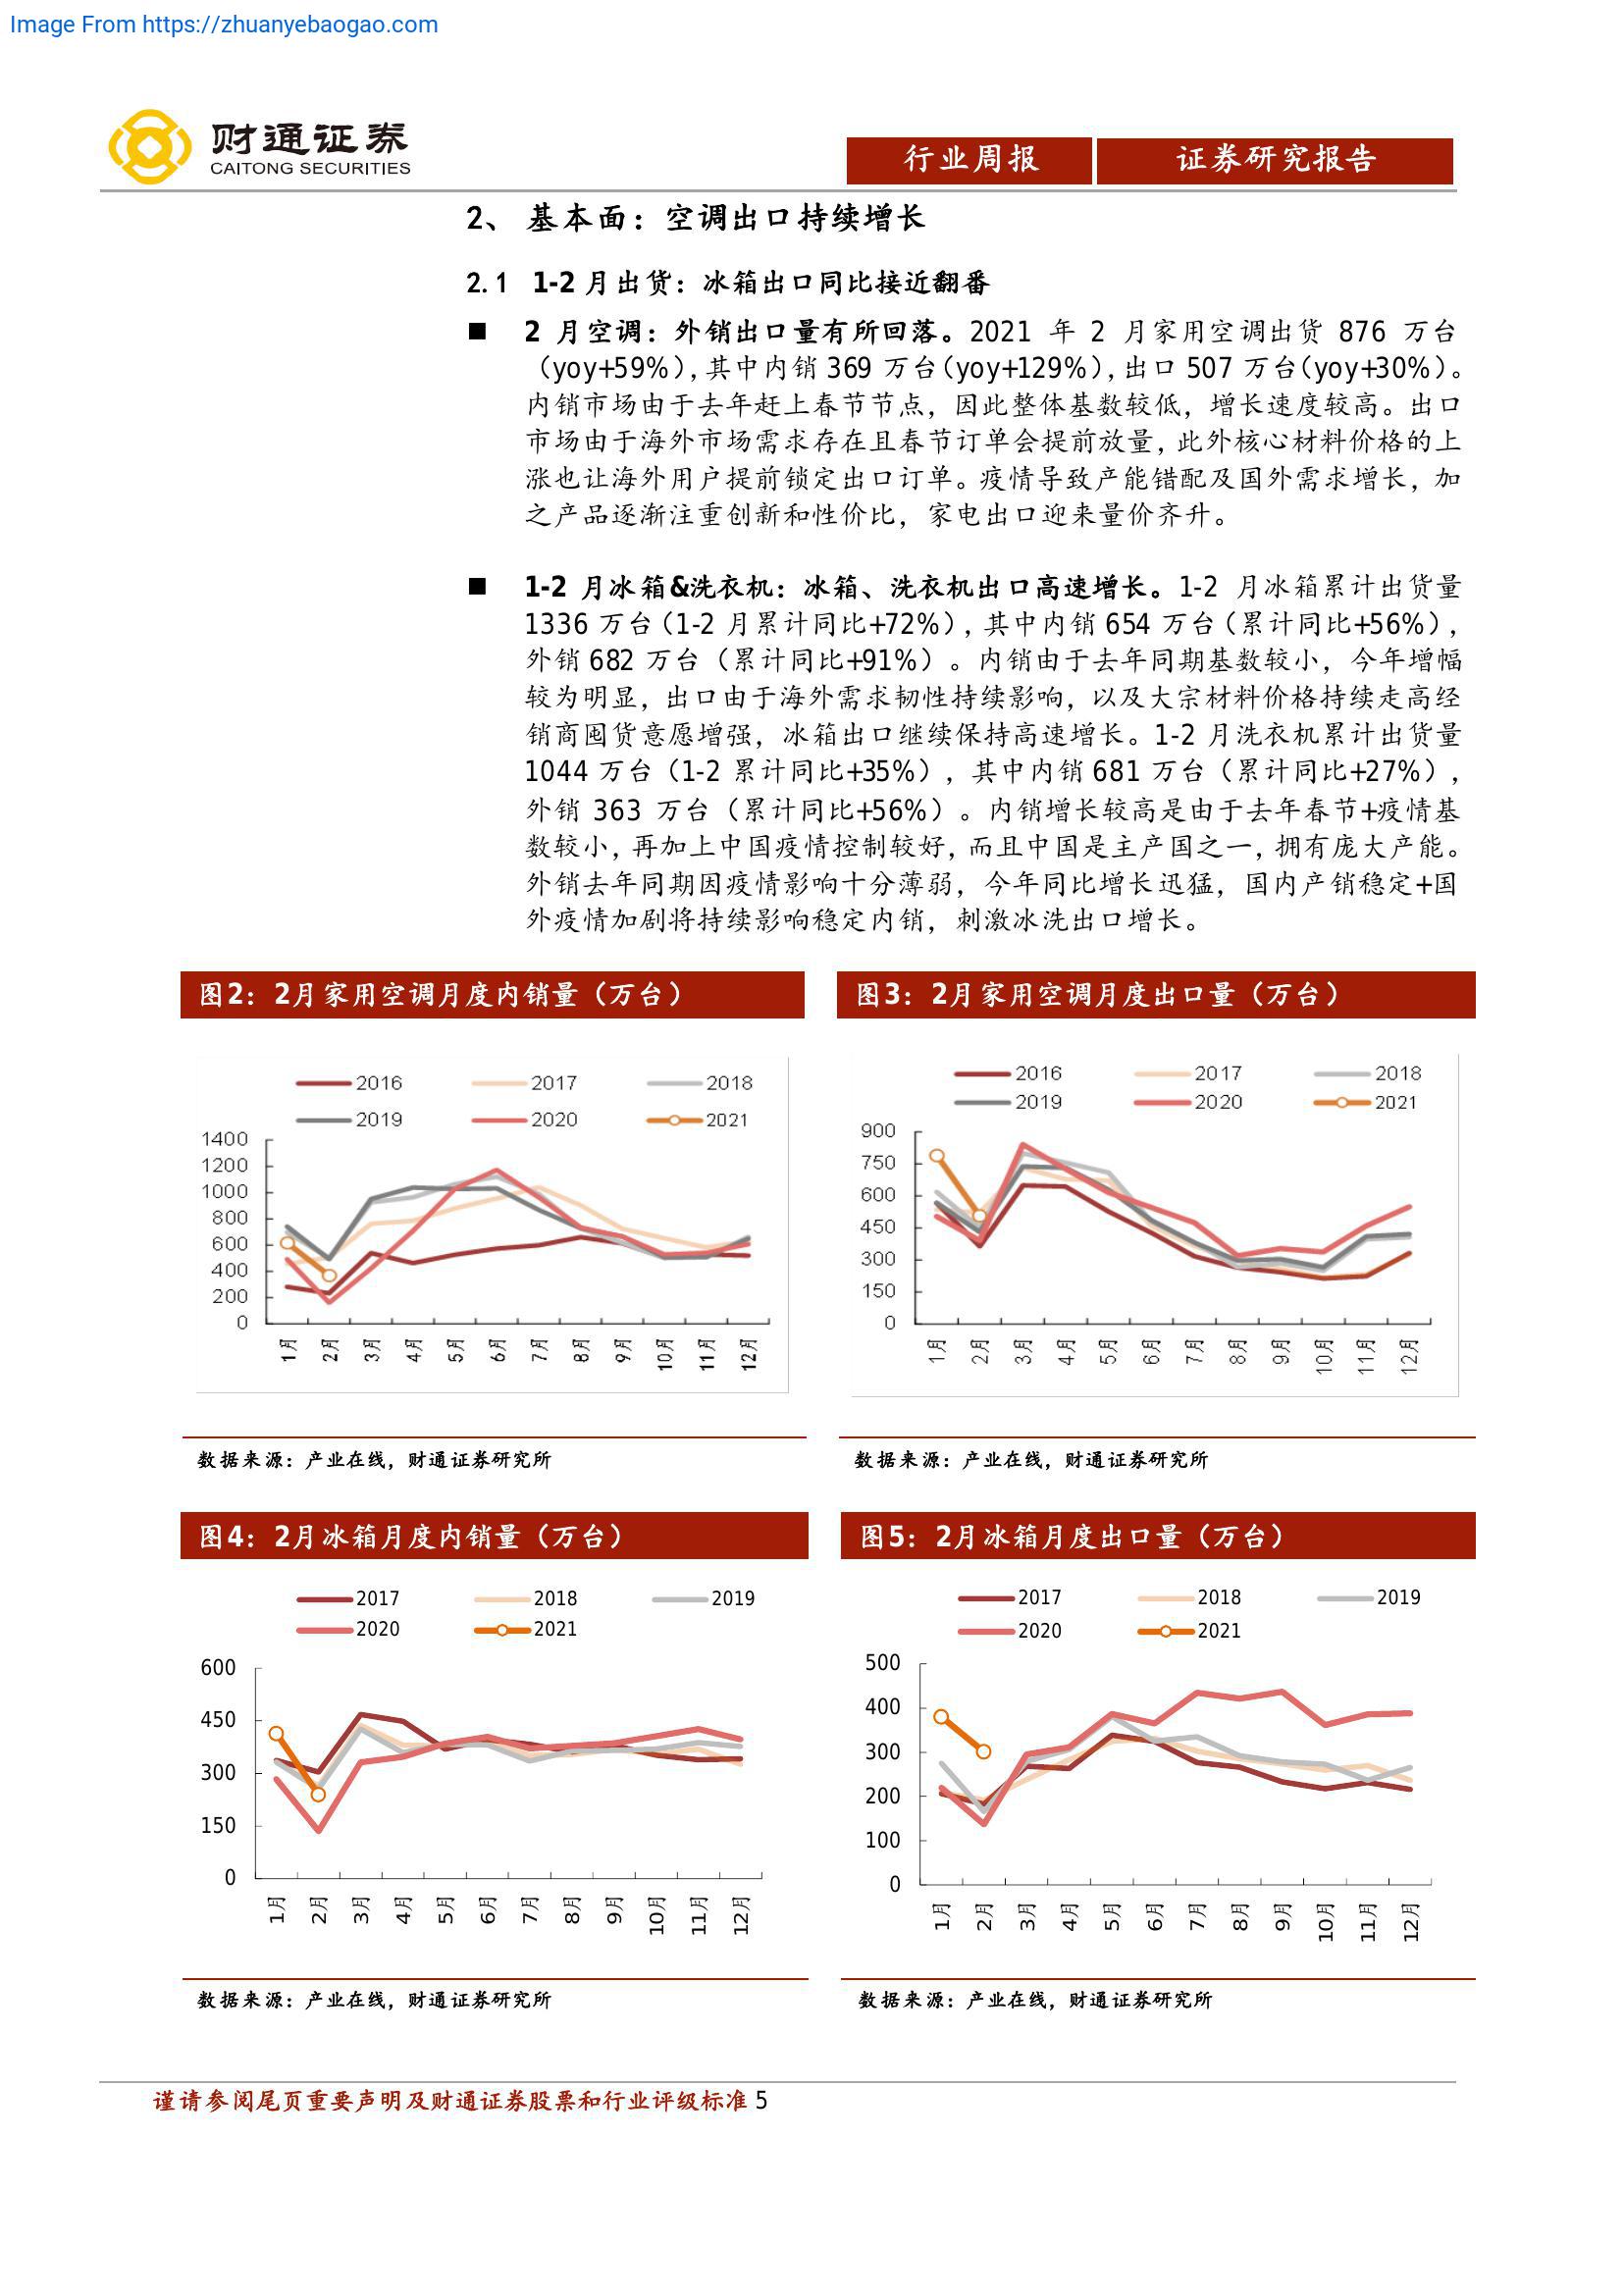 Image From https://zhuanyebaogao.com
财通证券
CAITONG SECURITIES
行业周报
证券研究报告
2、 基本面：空调出口持续增长
2.1 1-2 月出货：冰箱出口同比接近翻番
■ 2 月空调：外销出口量有所回落。2021 年 2 月家用空调出货 876 万台
（yoy+59%），其中内销 369 万台（yoy+129%），出口 507 万台（yoy+30%）。
内销市场由于去年赶上春节节点，因此整体基数较低，增长速度较高。出口
市场由于海外市场需求存在且春节订单会提前放量，此外核心材料价格的上
涨也让海外用户提前锁定出口订单。疫情导致产能错配及国外需求增长，加
之产品逐渐注重创新和性价比，家电出口迎来量价齐升。
■ 1-2 月冰箱&洗衣机：冰箱、洗衣机出口高速增长。1-2 月冰箱累计出货量
1336 万台（1-2 月累计同比+72%），其中内销 654 万台（累计同比+56%），
外销 682 万台（累计同比+91%）。内销由于去年同期基数较小，今年增幅
较为明显，出口由于海外需求韧性持续影响，以及大宗材料价格持续走高经
销商囤货意愿增强，冰箱出口继续保持高速增长。1-2 月洗衣机累计出货量
1044 万台（1-2 累计同比+35%），其中内销 681 万台（累计同比+27%），
外销 363 万台（累计同比+56%）。内销增长较高是由于去年春节+疫情基
数较小，再加上中国疫情控制较好，而且中国是主产国之一，拥有庞大产能。
外销去年同期因疫情影响十分薄弱，今年同比增长迅猛，国内产销稳定+国
外疫情加剧将持续影响稳定内销，刺激冰洗出口增长。
图2：2月家用空调月度内销量（万台）
2016 2017 2018
2019 2020 2021
1400
1200
1000
800
600
400
200
0
1月 2月 3月 4月 5月 6月 7月 8月 9月 10月 11月 12月
数据来源：产业在线，财通证券研究所
图3：2月家用空调月度出口量（万台）
2016 2017 2018
2019 2020 2021
900
750
600
450
300
150
0
1月 2月 3月 4月 5月 6月 7月 8月 9月 10月 11月 12月
数据来源：产业在线，财通证券研究所
图4：2月冰箱月度内销量（万台）
2017 2018 2019
2020 2021
600
450
300
150
0
1月 2月 3月 4月 5月 6月 7月 8月 9月 10月 11月 12月
数据来源：产业在线，财通证券研究所
图5：2月冰箱月度出口量（万台）
2017 2018 2019
2020 2021
500
400
300
200
100
0
1月 2月 3月 4月 5月 6月 7月 8月 9月 10月 11月 12月
数据来源：产业在线，财通证券研究所
谨请参阅尾页重要声明及财通证券股票和行业评级标准 5